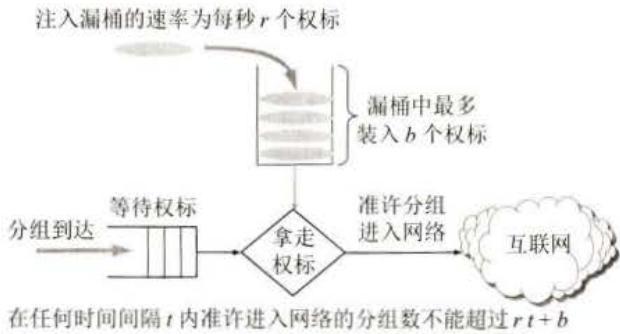 注入漏桶的速率为每秒 r 个权标
漏桶中最多
装入 b 个权标
等待权标
准许分组
进入网络
分组到达
拿走
权标
互联网
在任何时间间隔 t 内准许进入网络的分组数不能超过 rt+b